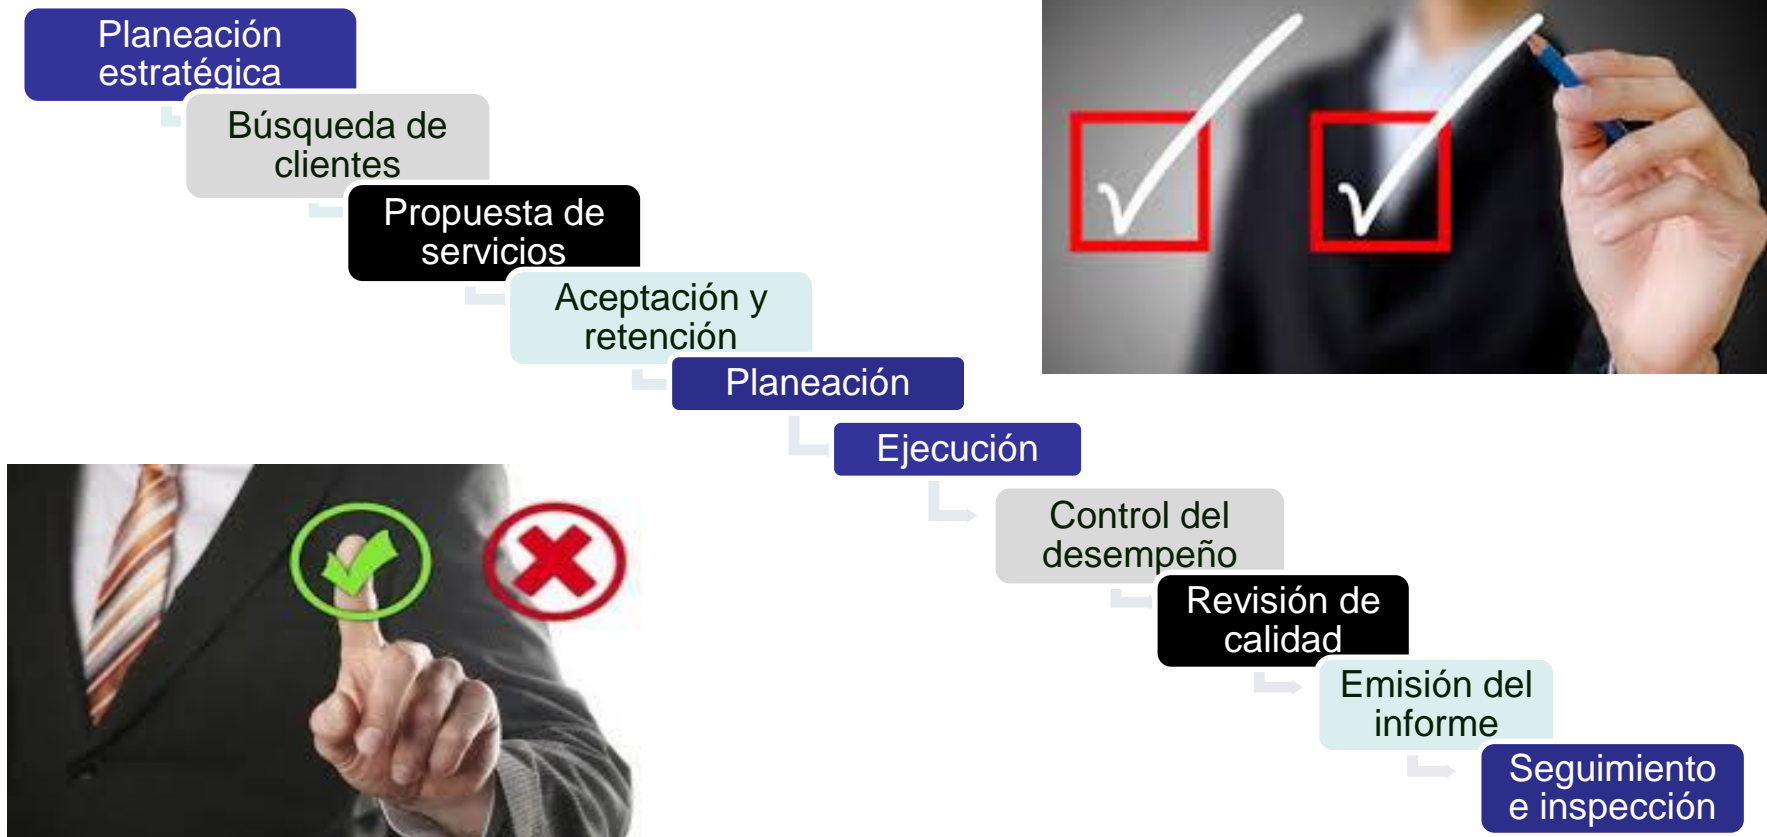 Planeación
estratégica
Búsqueda de
clientes
Propuesta de
servicios
Aceptación y
retención
Planeación
Ejecución
Control del
desempeño
Revisión de
calidad
Emisión del
informe
Seguimiento
e inspección